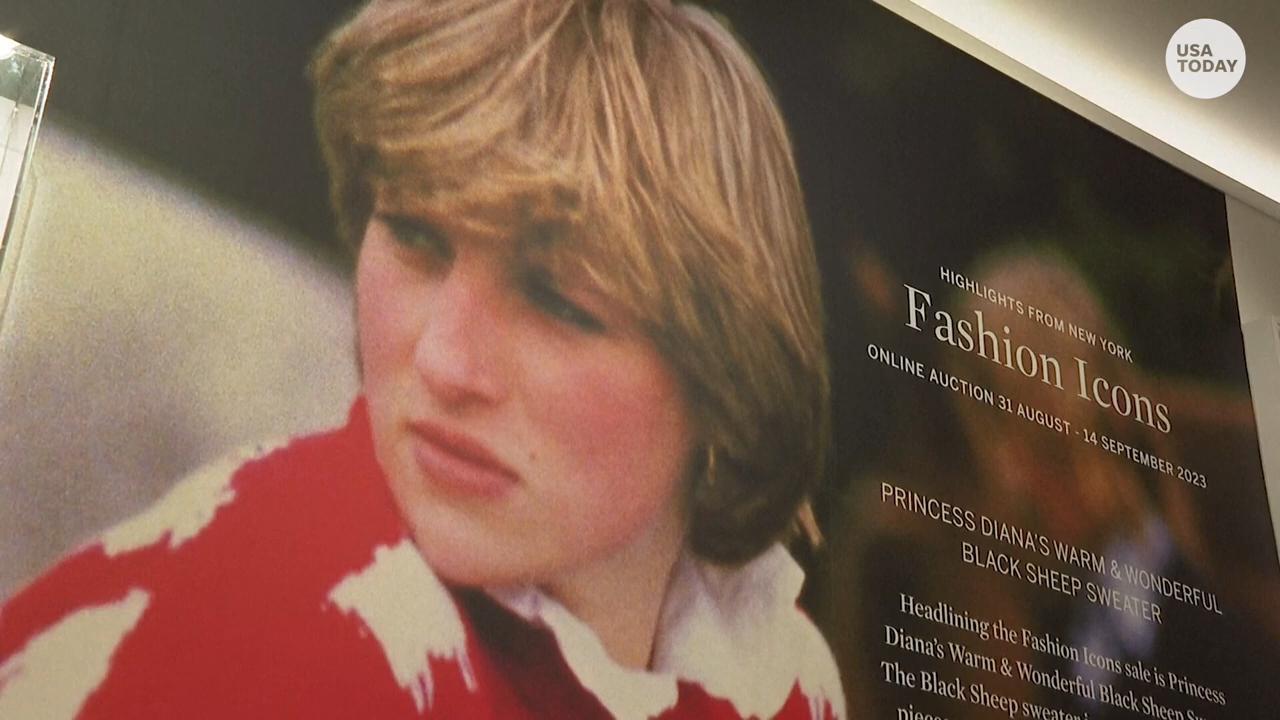 USA
TODAY
HIGHLIGHTS FROM NEW YORK
Fashion Icons
ONLINE AUCTION 31 AUGUST - 14 SEPTEMBER 2023
PRINCESS DIANA'S WARM & WONDERFUL
BLACK SHEEP SWEATER
Headlining the Fashion Icons sale is Princess
Diana's Warm & Wonderful Black Sheep
The Black Sheep sweater